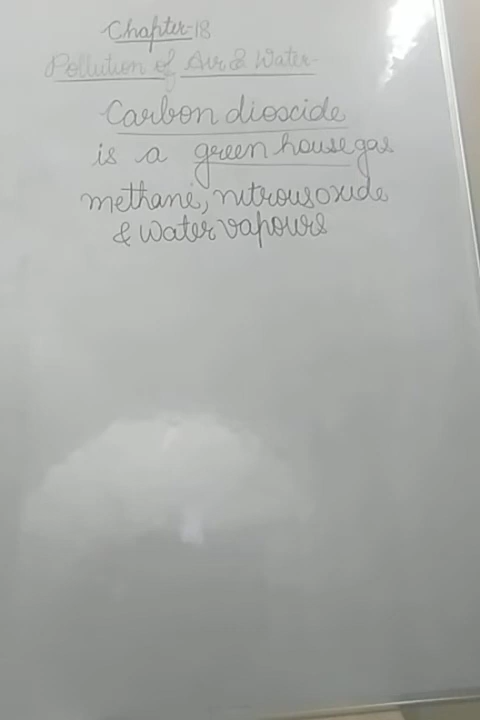 Chapter-18
Pollution of Air & Water-
Carbon dioxide
is a green house gas
methane, nitrous oxide
& water vapours